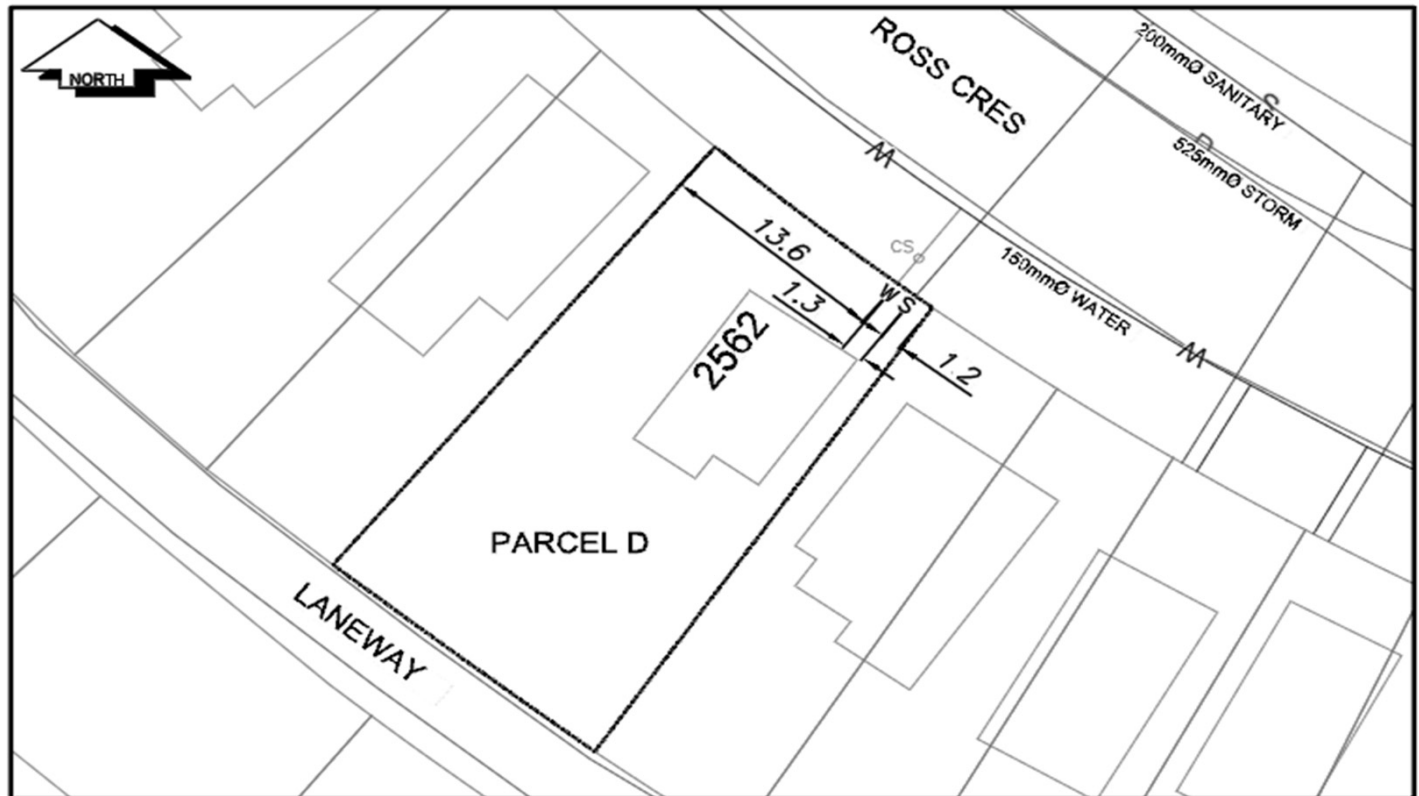 NORTH
ROSS CRES
200mmØ SANITARY
S
D
525mmØ STORM
W
150mmØ WATER
W
CS
13.6
W S
1.3
1.2
2562
PARCEL D
LANEWAY